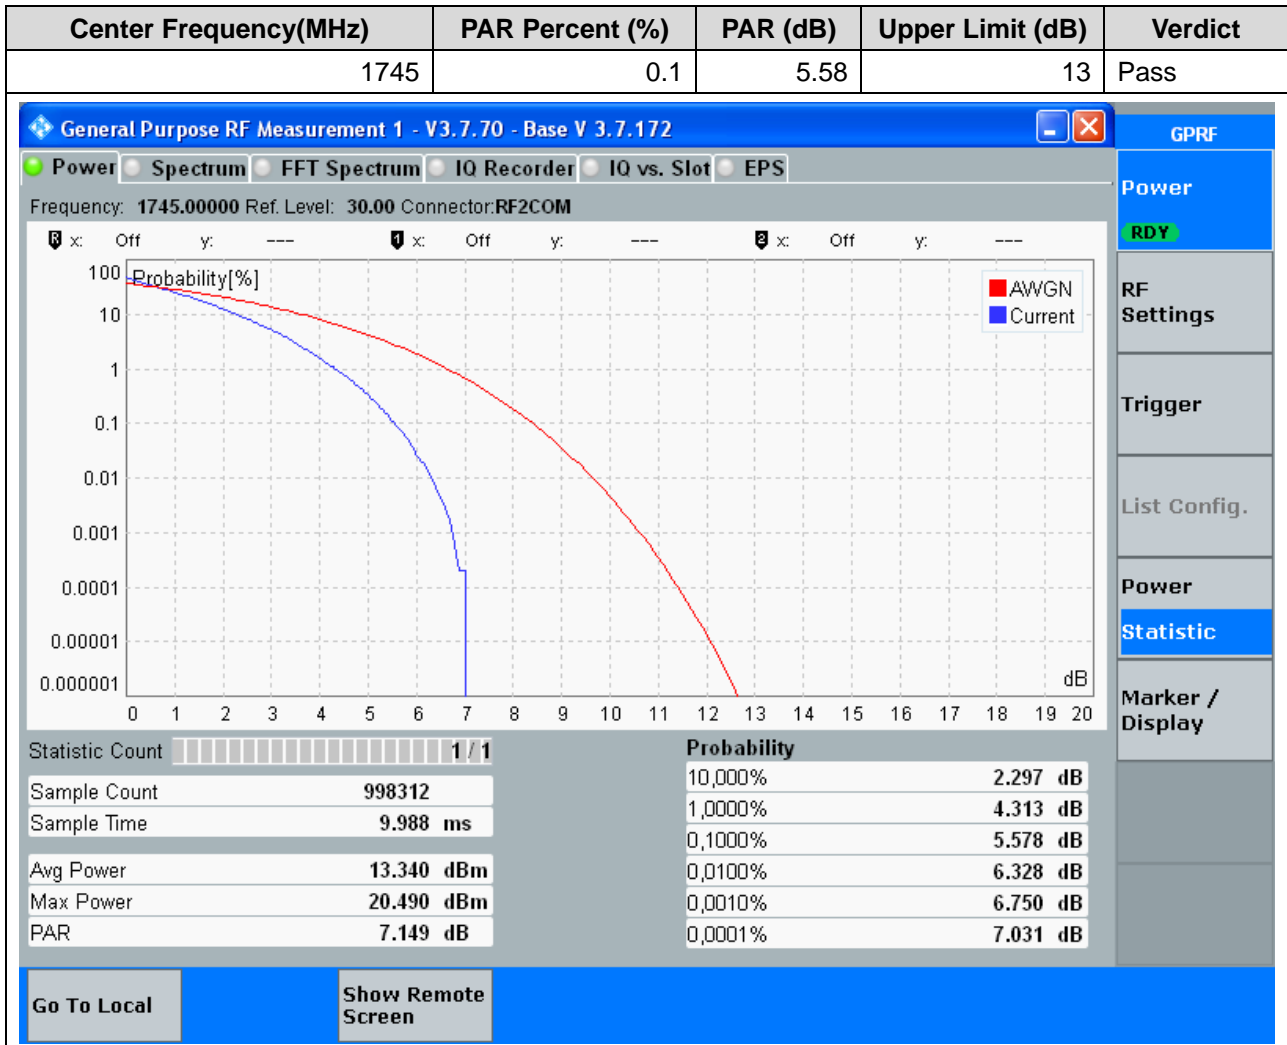 Center Frequency(MHz) PAR Percent (%) PAR (dB) Upper Limit (dB) Verdict
1745 0.1 5.58 13 Pass
General Purpose RF Measurement 1 - V3.7.70 - Base V 3.7.172
GPRF
Power Spectrum FFT Spectrum IQ Recorder IQ vs. Slot EPS
Frequency: 1745.00000 Ref. Level: 30.00 Connector:RF2COM
R x: Off y: --- 1 x: Off y: --- 2 x: Off y: ---
Probability[%]
AWGN
Current
100
10
1
0.1
0.01
0.001
0.0001
0.00001
0.000001
dB
0 1 2 3 4 5 6 7 8 9 10 11 12 13 14 15 16 17 18 19 20
Statistic Count 1 / 1
Sample Count 998312
Sample Time 9.988 ms
Avg Power 13.340 dBm
Max Power 20.490 dBm
PAR 7.149 dB
Probability
10,000% 2.297 dB
1,0000% 4.313 dB
0,1000% 5.578 dB
0,0100% 6.328 dB
0,0010% 6.750 dB
0,0001% 7.031 dB
Power
RDY
RF
Settings
Trigger
List Config.
Power
Statistic
Marker /
Display
Go To Local
Show Remote
Screen